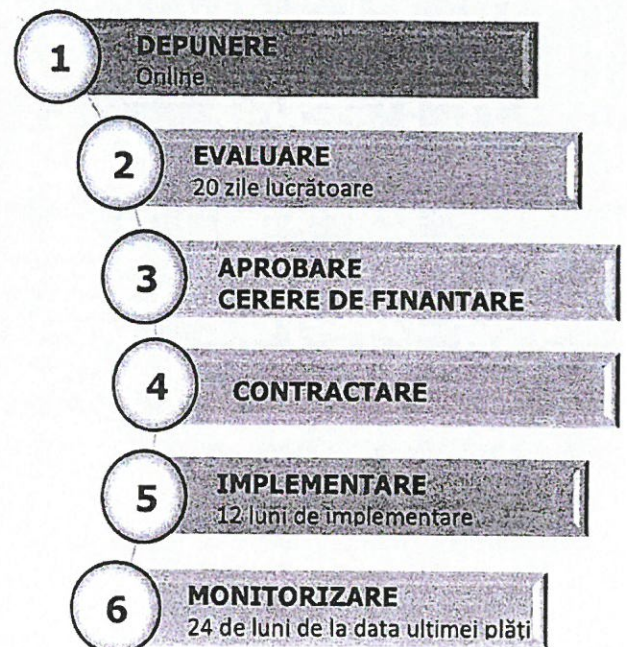 1
DEPUNERE
Online
2
EVALUARE
20 zile lucrătoare
3
APROBARE
CERERE DE FINANTARE
4
CONTRACTARE
5
IMPLEMENTARE
12 luni de implementare
6
MONITORIZARE
24 de luni de la data ultimei plăți